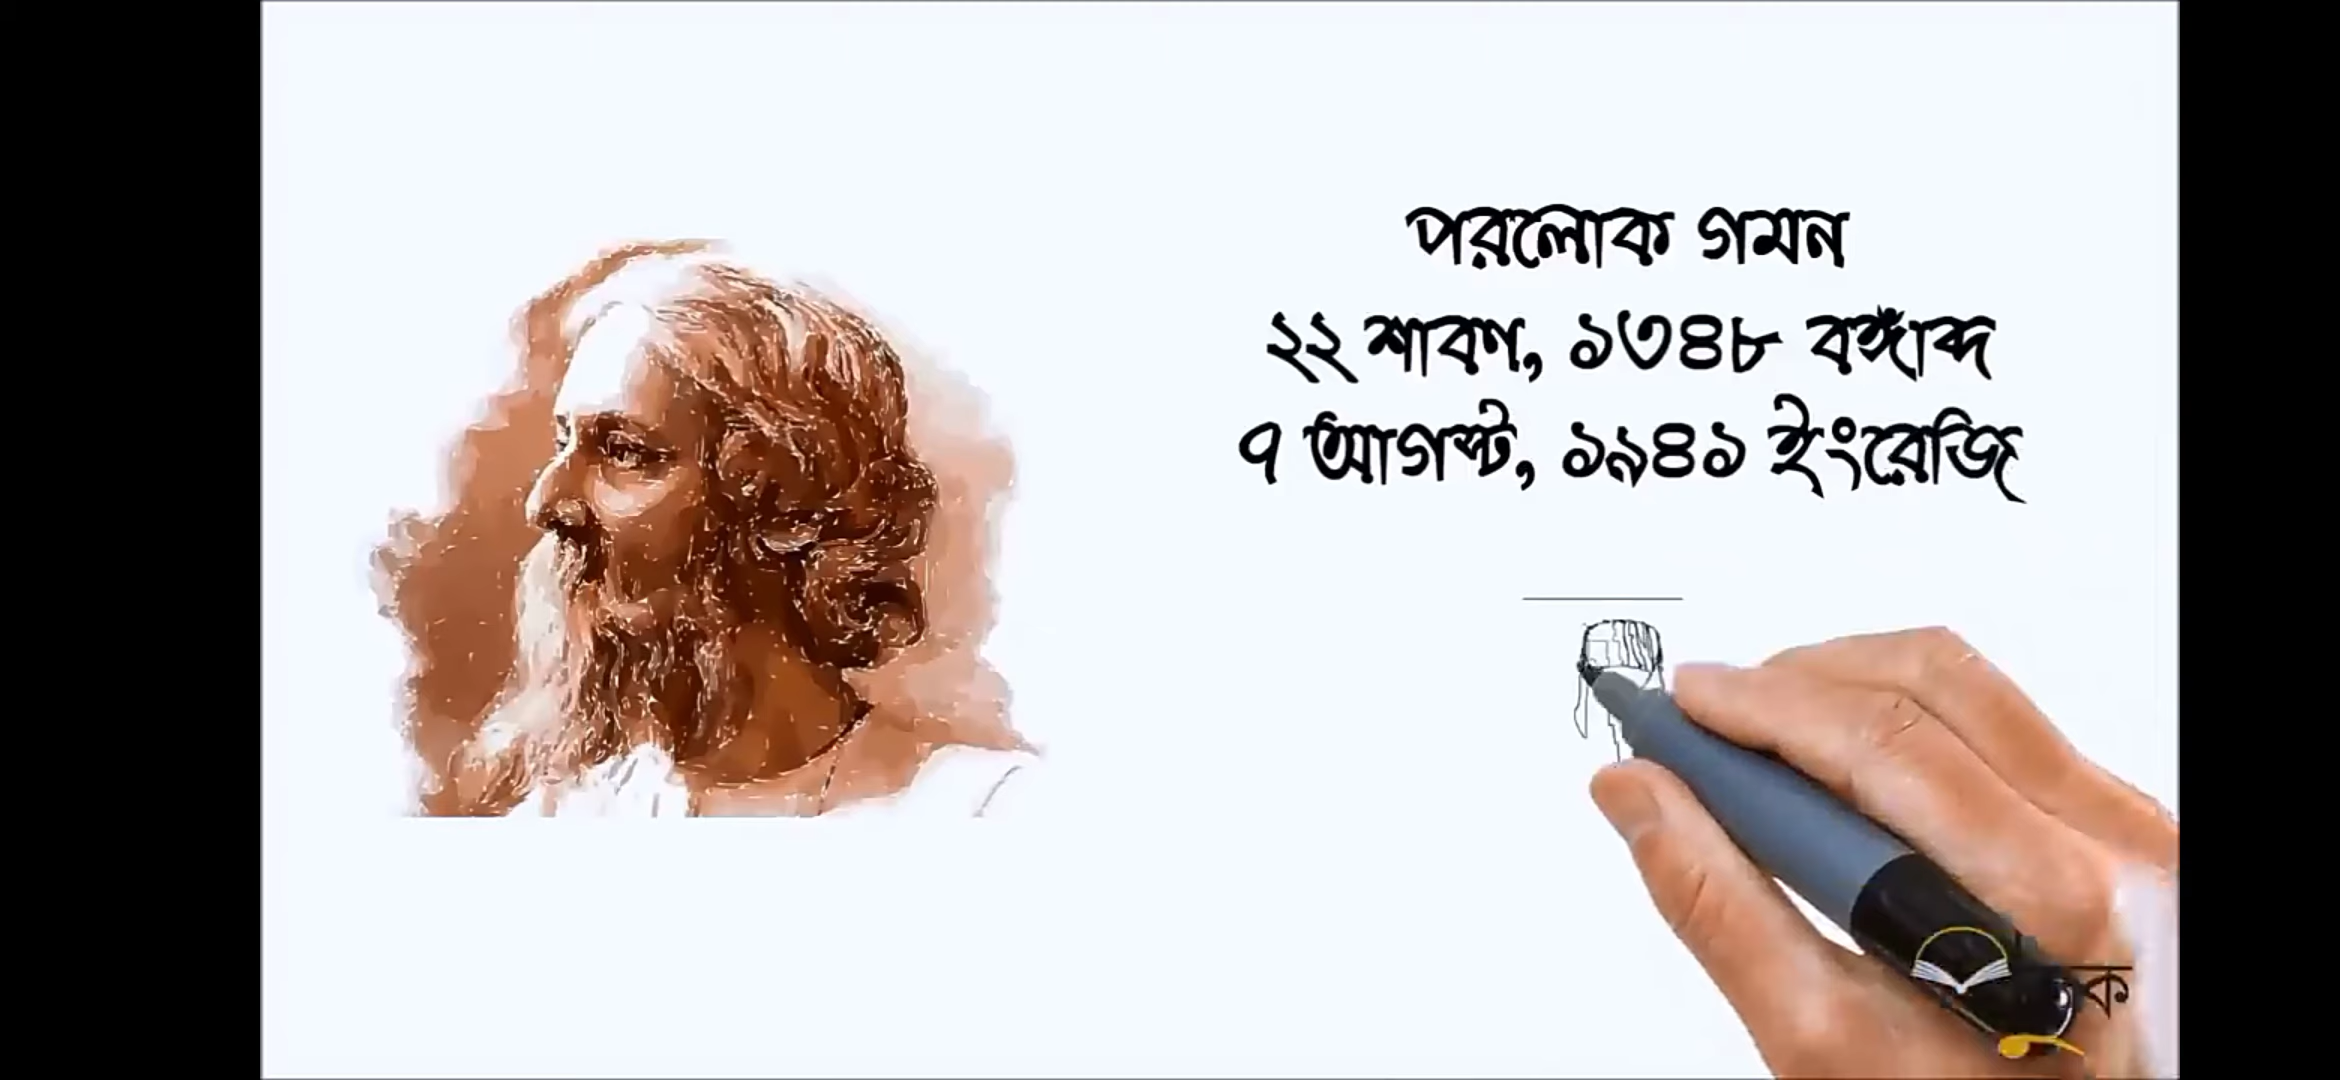 পরলোক গমন
২২ শাবণ, ১৩৪৮ বঙ্গাব্দ
৭ আগস্ট, ১৯৪১ ইংরেজি